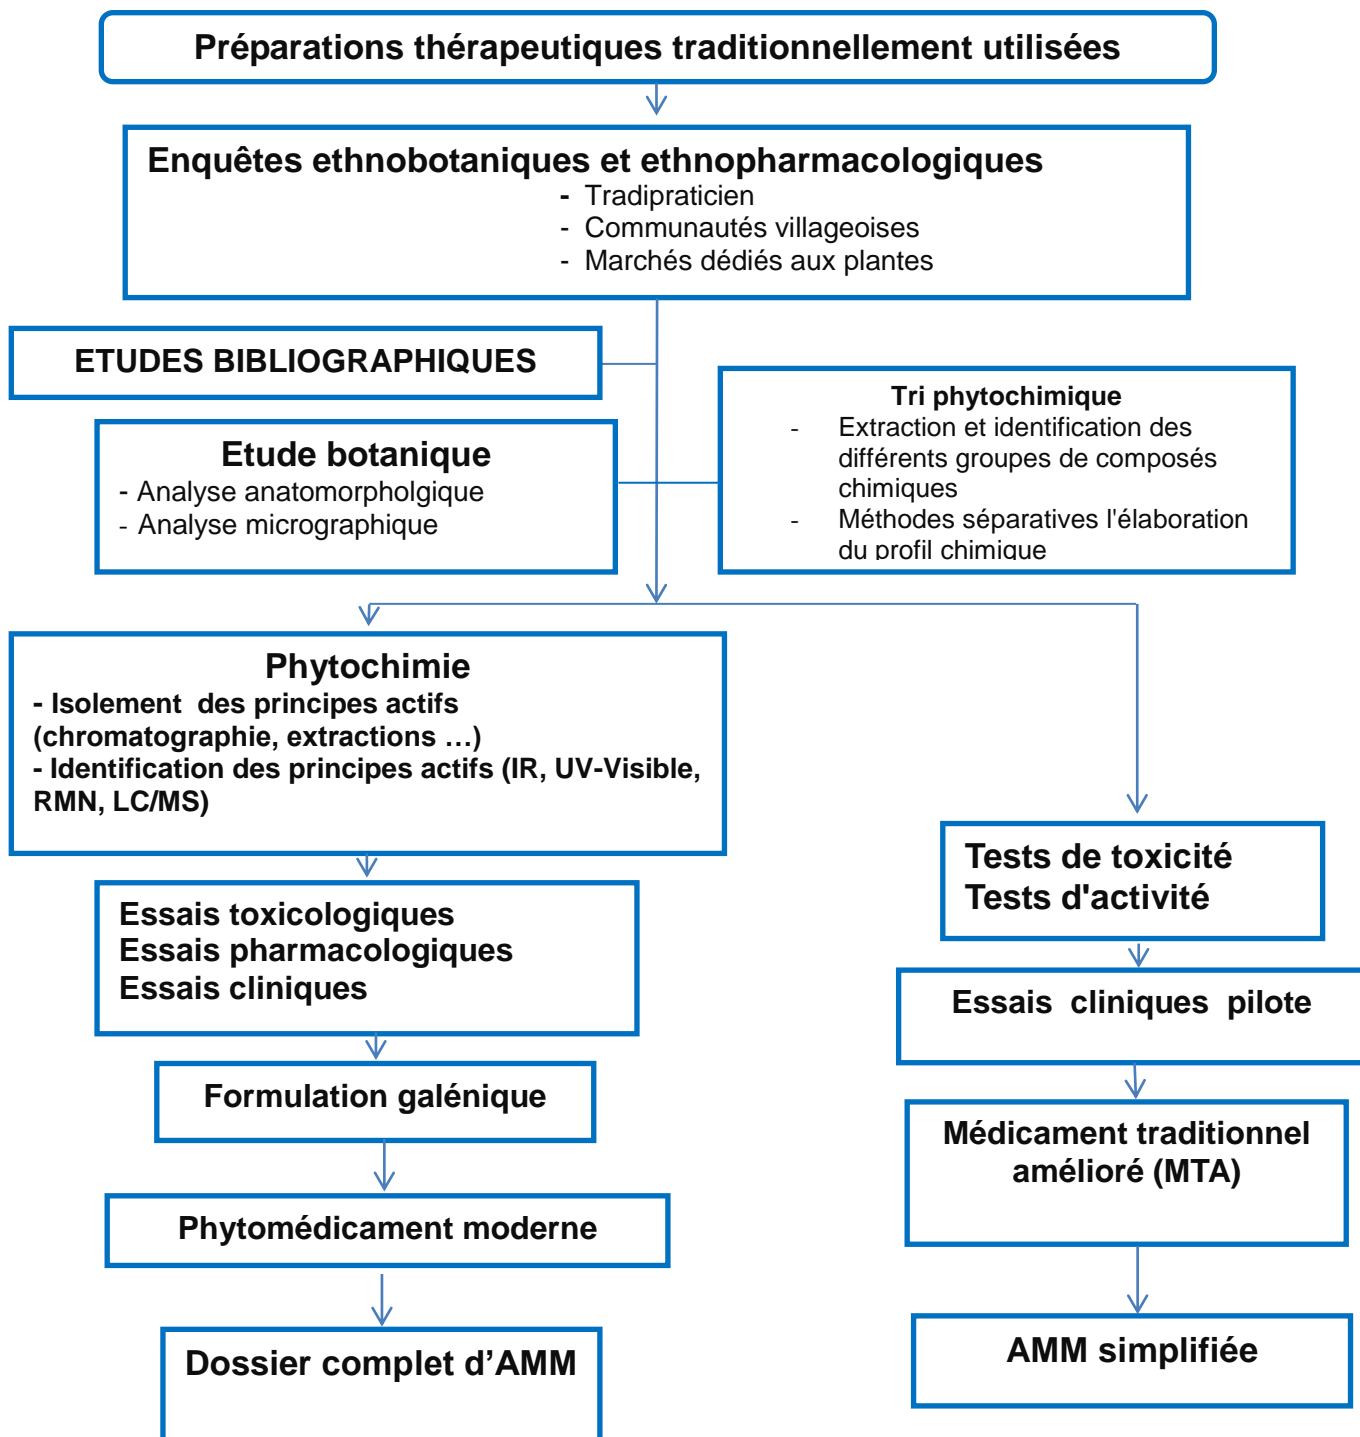 Préparations thérapeutiques traditionnellement utilisées
Enquêtes ethnobotaniques et ethnopharmacologiques
- Tradipraticien
- Communautés villageoises
- Marchés dédiés aux plantes
ETUDES BIBLIOGRAPHIQUES
Etude botanique
- Analyse anatomorpholgique
- Analyse micrographique
Tri phytochimique
- Extraction et identification des
différents groupes de composés
chimiques
- Méthodes séparatives l'élaboration
du profil chimique
Phytochimie
- Isolement des principes actifs
(chromatographie, extractions ...)
- Identification des principes actifs (IR, UV-Visible,
RMN, LC/MS)
Essais toxicologiques
Essais pharmacologiques
Essais cliniques
Formulation galénique
Phytomédicament moderne
Dossier complet d’AMM
Tests de toxicité
Tests d'activité
Essais cliniques pilote
Médicament traditionnel
amélioré (MTA)
AMM simplifiée